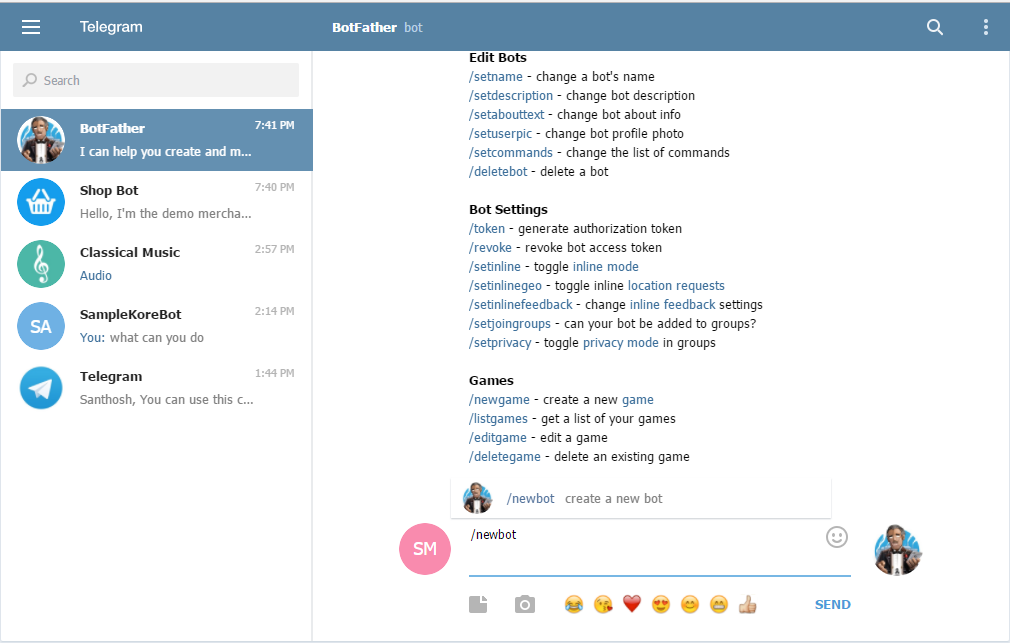 Telegram
BotFather bot
Search
BotFather 7:41 PM
I can help you create and m...
Shop Bot 7:40 PM
Hello, I'm the demo mercha...
Classical Music 2:57 PM
Audio
SA
SampleKoreBot 2:14 PM
You: what can you do
Telegram 1:44 PM
Santhosh, You can use this c...
Edit Bots
/setname - change a bot's name
/setdescription - change bot description
/setabouttext - change bot about info
/setuserpic - change bot profile photo
/setcommands - change the list of commands
/deletebot - delete a bot
Bot Settings
/token - generate authorization token
/revoke - revoke bot access token
/setinline - toggle inline mode
/setinlinegeo - toggle inline location requests
/setinlinefeedback - change inline feedback settings
/setjoingroups - can your bot be added to groups?
/setprivacy - toggle privacy mode in groups
Games
/newgame - create a new game
/listgames - get a list of your games
/editgame - edit a game
/deletegame - delete an existing game
/newbot create a new bot
SM
/newbot
SEND